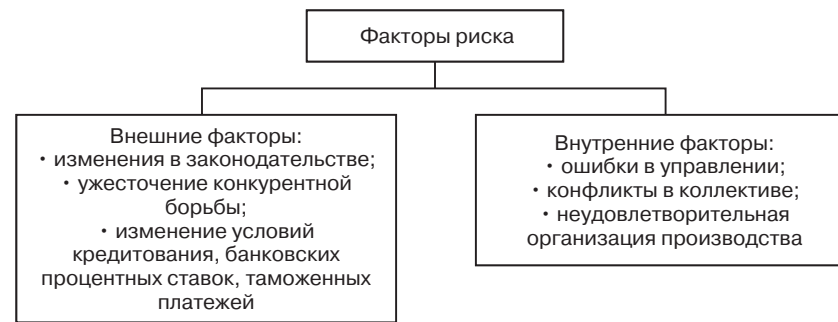 Факторы риска
Внешние факторы:
• изменения в законодательстве;
• ужесточение конкурентной
борьбы;
• изменение условий
кредитования, банковских
процентных ставок, таможенных
платежей
Внутренние факторы:
• ошибки в управлении;
• конфликты в коллективе;
• неудовлетворительная
организация производства